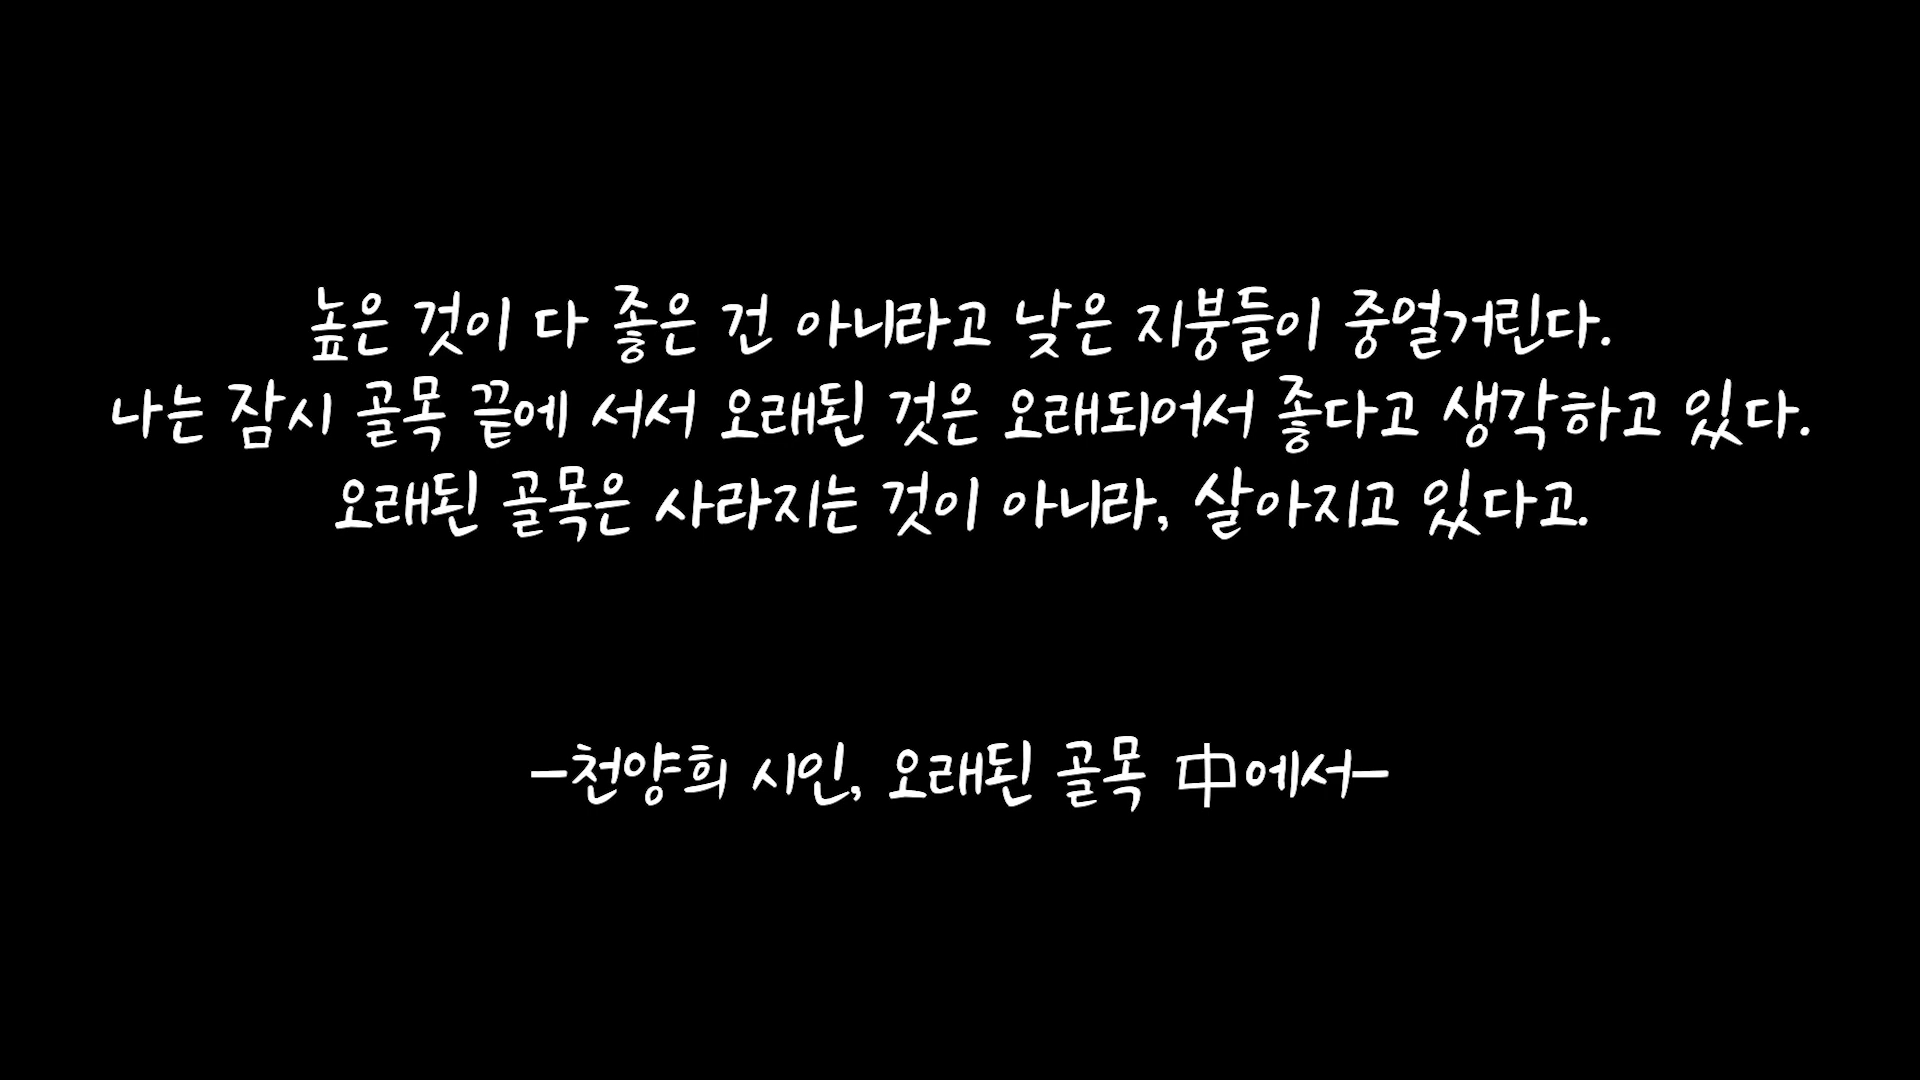 높은 것이 다 좋은 건 아니라고 낮은 지붕들이 중얼거린다.
나는 잠시 골목 끝에 서서 오래된 것은 오래되어서 좋다고 생각하고 있다.
오래된 골목은 사라지는 것이 아니라, 살아지고 있다고.
-천양희 시인, 오래된 골목 中에서-